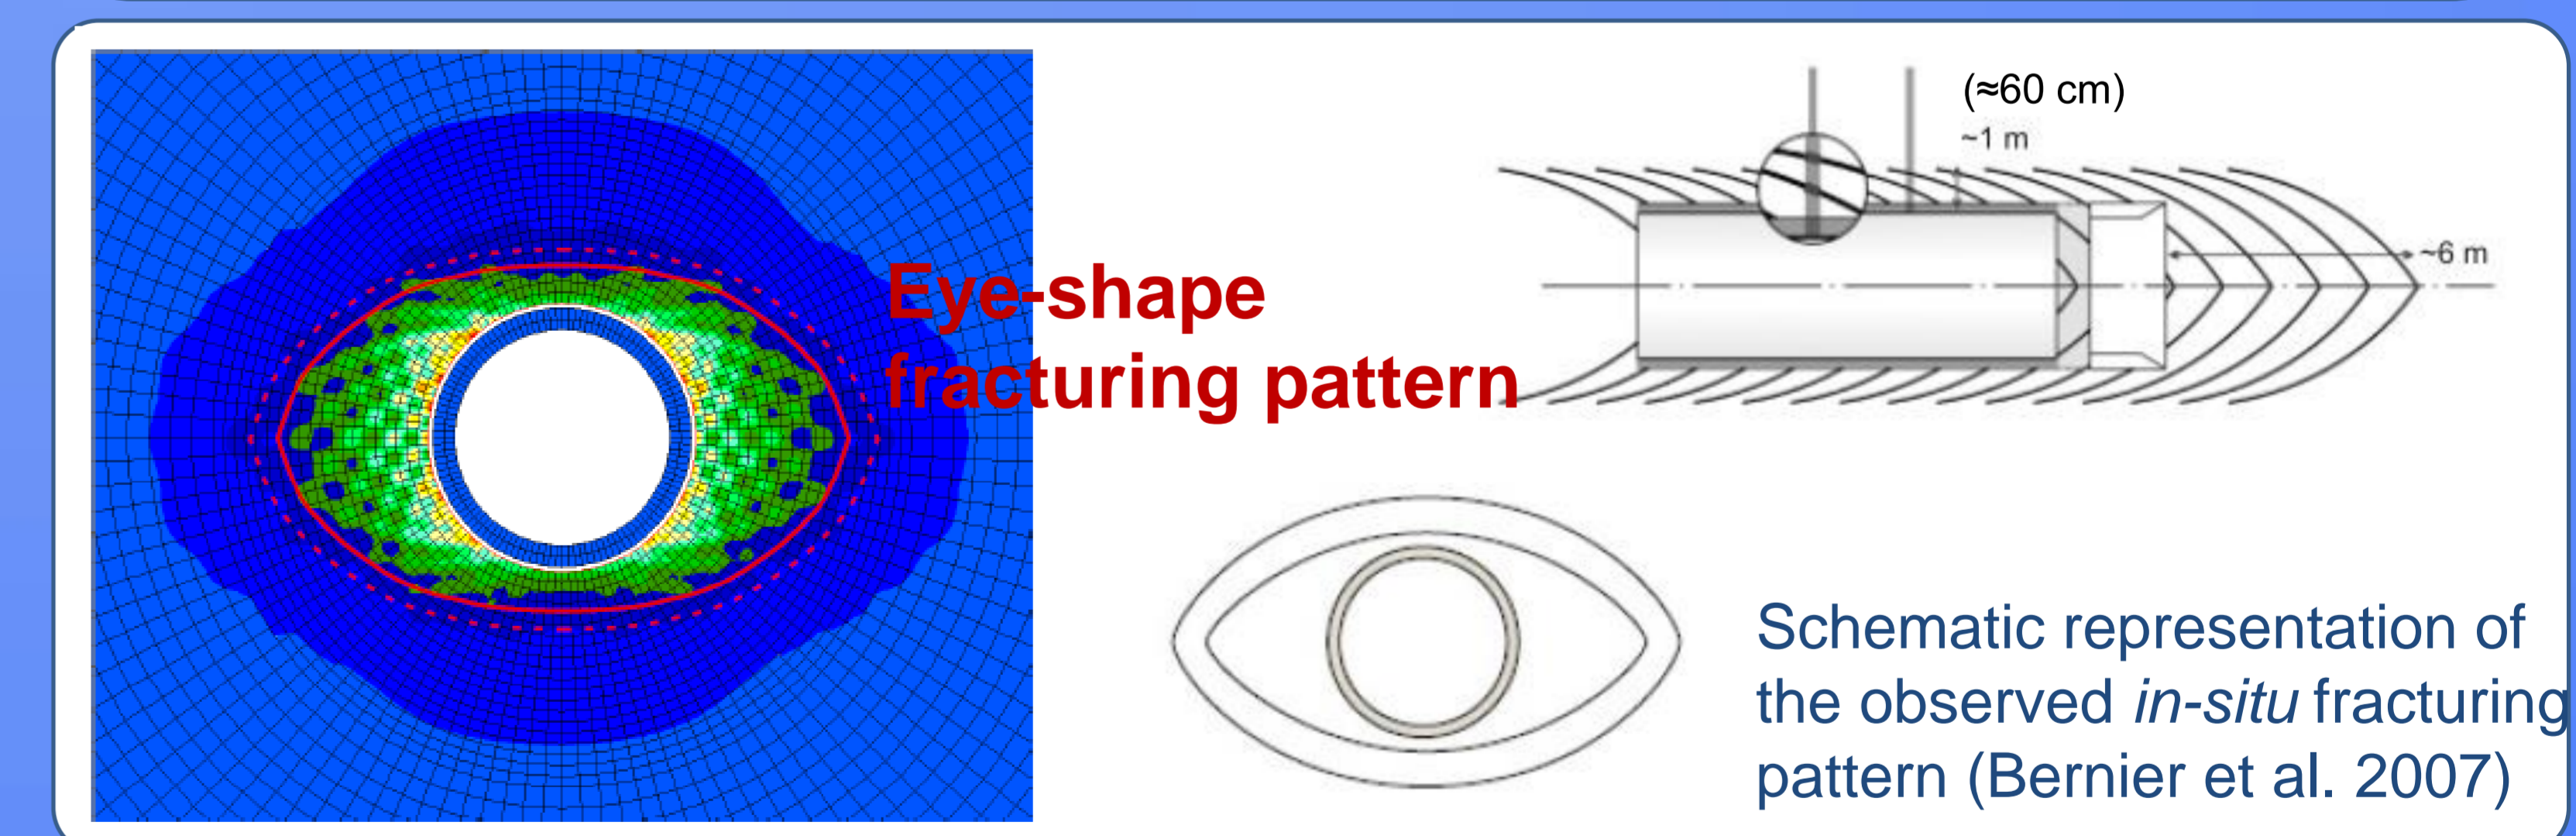 (≈60 cm)
~1 m
~6 m
Eye-shape
fracturing pattern
Schematic representation of
the observed in-situ fracturing
pattern (Bernier et al. 2007)